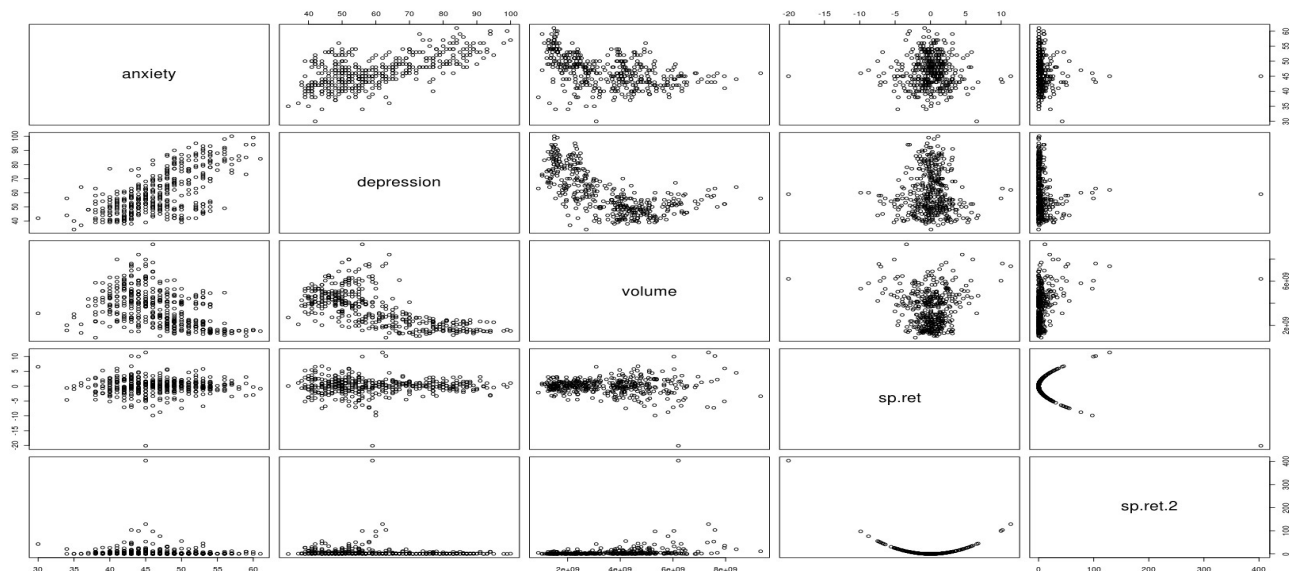 40 50 60 70 80 90 100
-20 -10 -5 0 5 10
anxiety
30 35 40 45 50 55 60
40 50 60 70 80 90 100
depression
volume
2e+09 8e+09
-20 -15 -10 -5 0 5 10
sp.ret
sp.ret.2
0 100 200 300 400
30 35 40 45 50 55 60
2e+09 4e+09 6e+09 8e+09
0 100 200 300 400